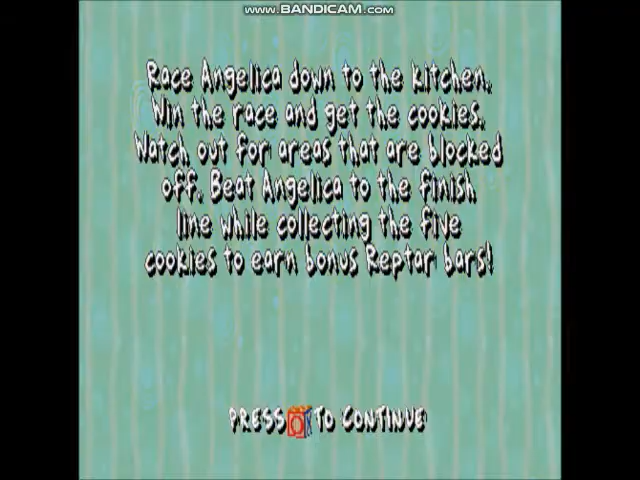 www.BANDICAM.com
Race Angelica down to the kitchen.
Win the race and get the cookies.
Watch out for areas that are blocked
off. Beat Angelica to the finish
line while collecting the five
cookies to earn bonus Reptar bars!
PRESS OK TO CONTINUE